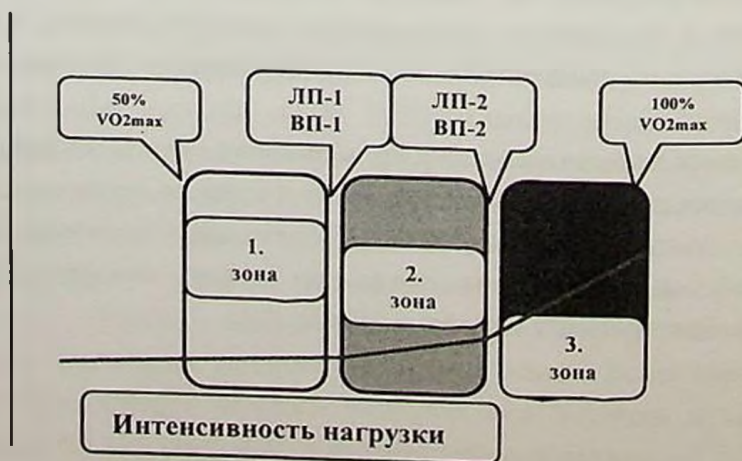 50%
VO2max
ЛП-1
ВП-1
ЛП-2
ВП-2
100%
VO2max
1.
зона
2.
зона
3.
зона
Интенсивность нагрузки